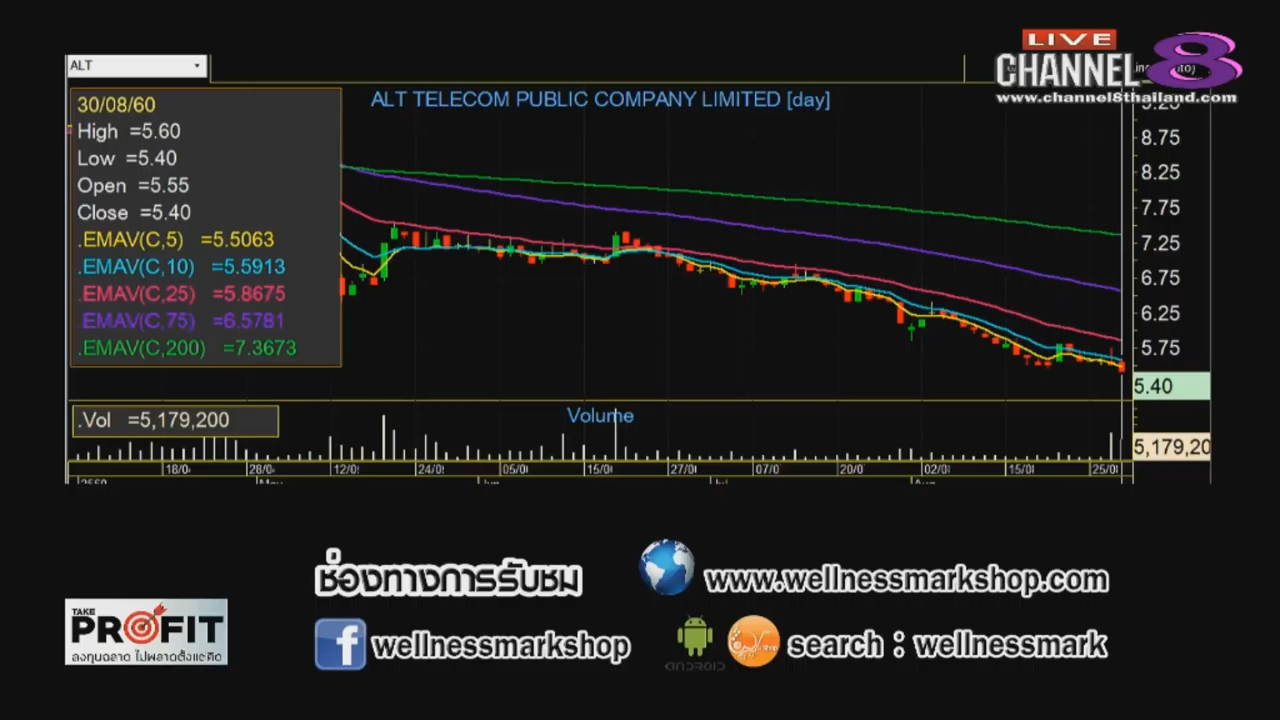 ALT
LIVE
CHANNEL 8
www.channel8thailand.com
30/08/60
High =5.60
Low =5.40
Open =5.55
Close =5.40
.EMAV(C,5) =5.5063
.EMAV(C,10) =5.5913
.EMAV(C,25) =5.8675
.EMAV(C,75) =6.5781
.EMAV(C,200) =7.3673
ALT TELECOM PUBLIC COMPANY LIMITED [day]
9.25
8.75
8.25
7.75
7.25
6.75
6.25
5.75
5.40
.Vol =5,179,200
Volume
5,179,20
18/0
28/0
12/0
24/0
05/0
15/0
27/0
07/0
20/0
02/0
15/0
25/0
ช่องทางการรับชม
www.wellnessmarkshop.com
TAKE
PROFIT
ลงทุนฉลาด ไม่พลาดตั้งแต่คิด
wellnessmarkshop
ANDROID
search : wellnessmark